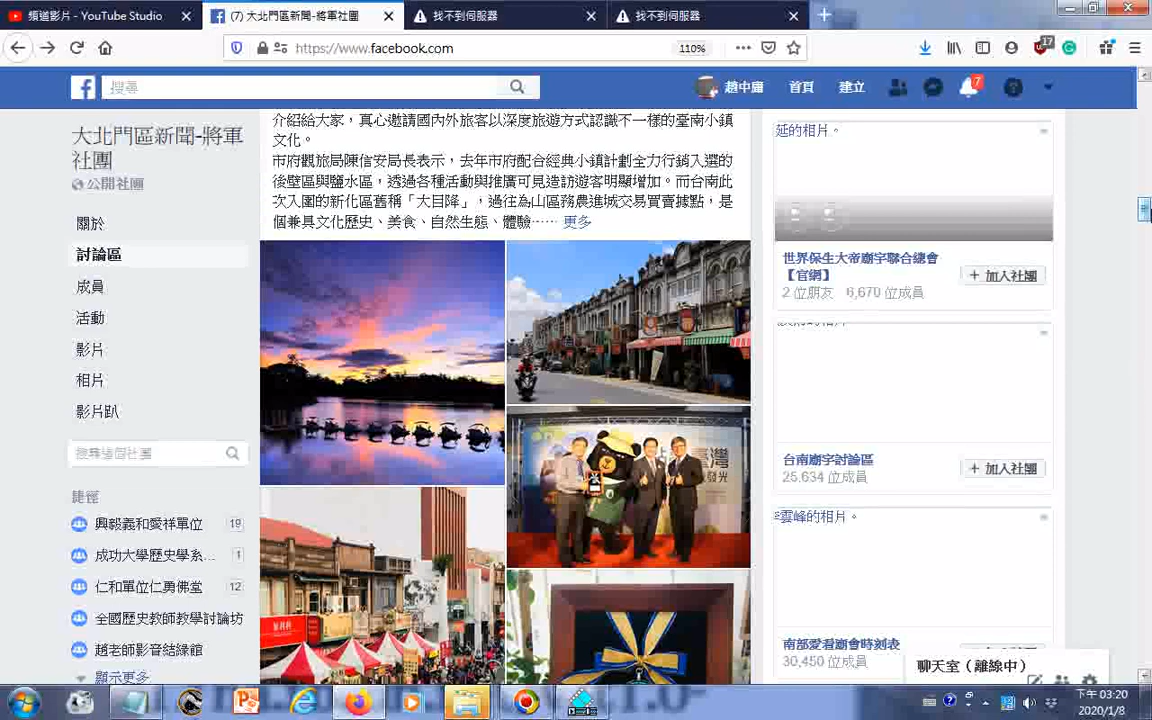 頻道影片 - YouTube Studio
(7) 大北門區新聞-將軍社團
找不到伺服器
找不到伺服器
https://www.facebook.com
110%
17
搜尋
趙中庸
首頁
建立
7
大北門區新聞-將軍
社團
公開社團
關於
討論區
成員
活動
影片
相片
影片趴
搜尋這個社團
捷徑
興毅義和愛祥單位 19
成功大學歷史學系... 1
仁和單位仁勇佛堂 12
全國歷史教師教學討論坊
趙老師影音結緣館
顯示更多
介紹給大家，真心邀請國內外旅客以深度旅遊方式認識不一樣的臺南小鎮
文化。
市府觀旅局陳信安局長表示，去年市府配合經典小鎮計劃全力行銷入選的
後壁區與鹽水區，透過各種活動與推廣可見造訪遊客明顯增加。而台南此
次入圍的新化區舊稱「大目降」，過往為山區務農進城交易買賣據點，是
個兼具文化歷史、美食、自然生態、體驗…… 更多
延的相片。
世界保生大帝廟宇聯合總會
【官網】
2 位朋友 6,670 位成員
+ 加入社團
台南廟宇討論區
25,634 位成員
+ 加入社團
雲峰的相片。
南部愛看廟會時刻表
30,450 位成員
聊天室（離線中）
下午 03:20
2020/1/8